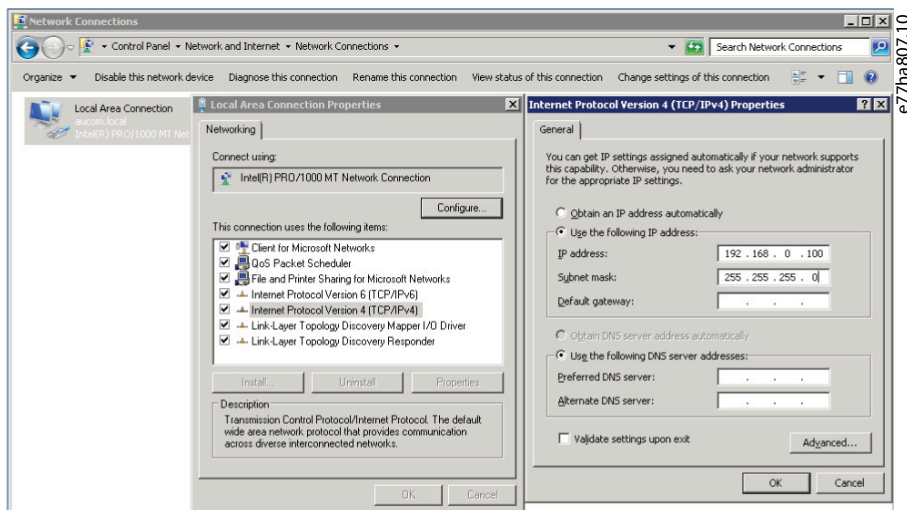 Network Connections
Control Panel Network and Internet Network Connections
Search Network Connections
Organize Disable this network device Diagnose this connection Rename this connection View status of this connection Change settings of this connection
Local Area Connection
aucom.local
Intel(R) PRO/1000 MT Net
Local Area Connection Properties
Networking
Connect using:
Intel(R) PRO/1000 MT Network Connection
Configure...
This connection uses the following items:
Client for Microsoft Networks
QoS Packet Scheduler
File and Printer Sharing for Microsoft Networks
Internet Protocol Version 6 (TCP/IPv6)
Internet Protocol Version 4 (TCP/IPv4)
Link-Layer Topology Discovery Mapper I/O Driver
Link-Layer Topology Discovery Responder
Install... Uninstall Properties
Description
Transmission Control Protocol/Internet Protocol. The default
wide area network protocol that provides communication
across diverse interconnected networks.
OK Cancel
Internet Protocol Version 4 (TCP/IPv4) Properties
General
You can get IP settings assigned automatically if your network supports
this capability. Otherwise, you need to ask your network administrator
for the appropriate IP settings.
Obtain an IP address automatically
Use the following IP address:
IP address: 192 . 168 . 0 . 100
Subnet mask: 255 . 255 . 255 . 0
Default gateway: . . .
Obtain DNS server address automatically
Use the following DNS server addresses:
Preferred DNS server: . . .
Alternate DNS server: . . .
Validate settings upon exit
Advanced...
OK Cancel
e77ha807.10